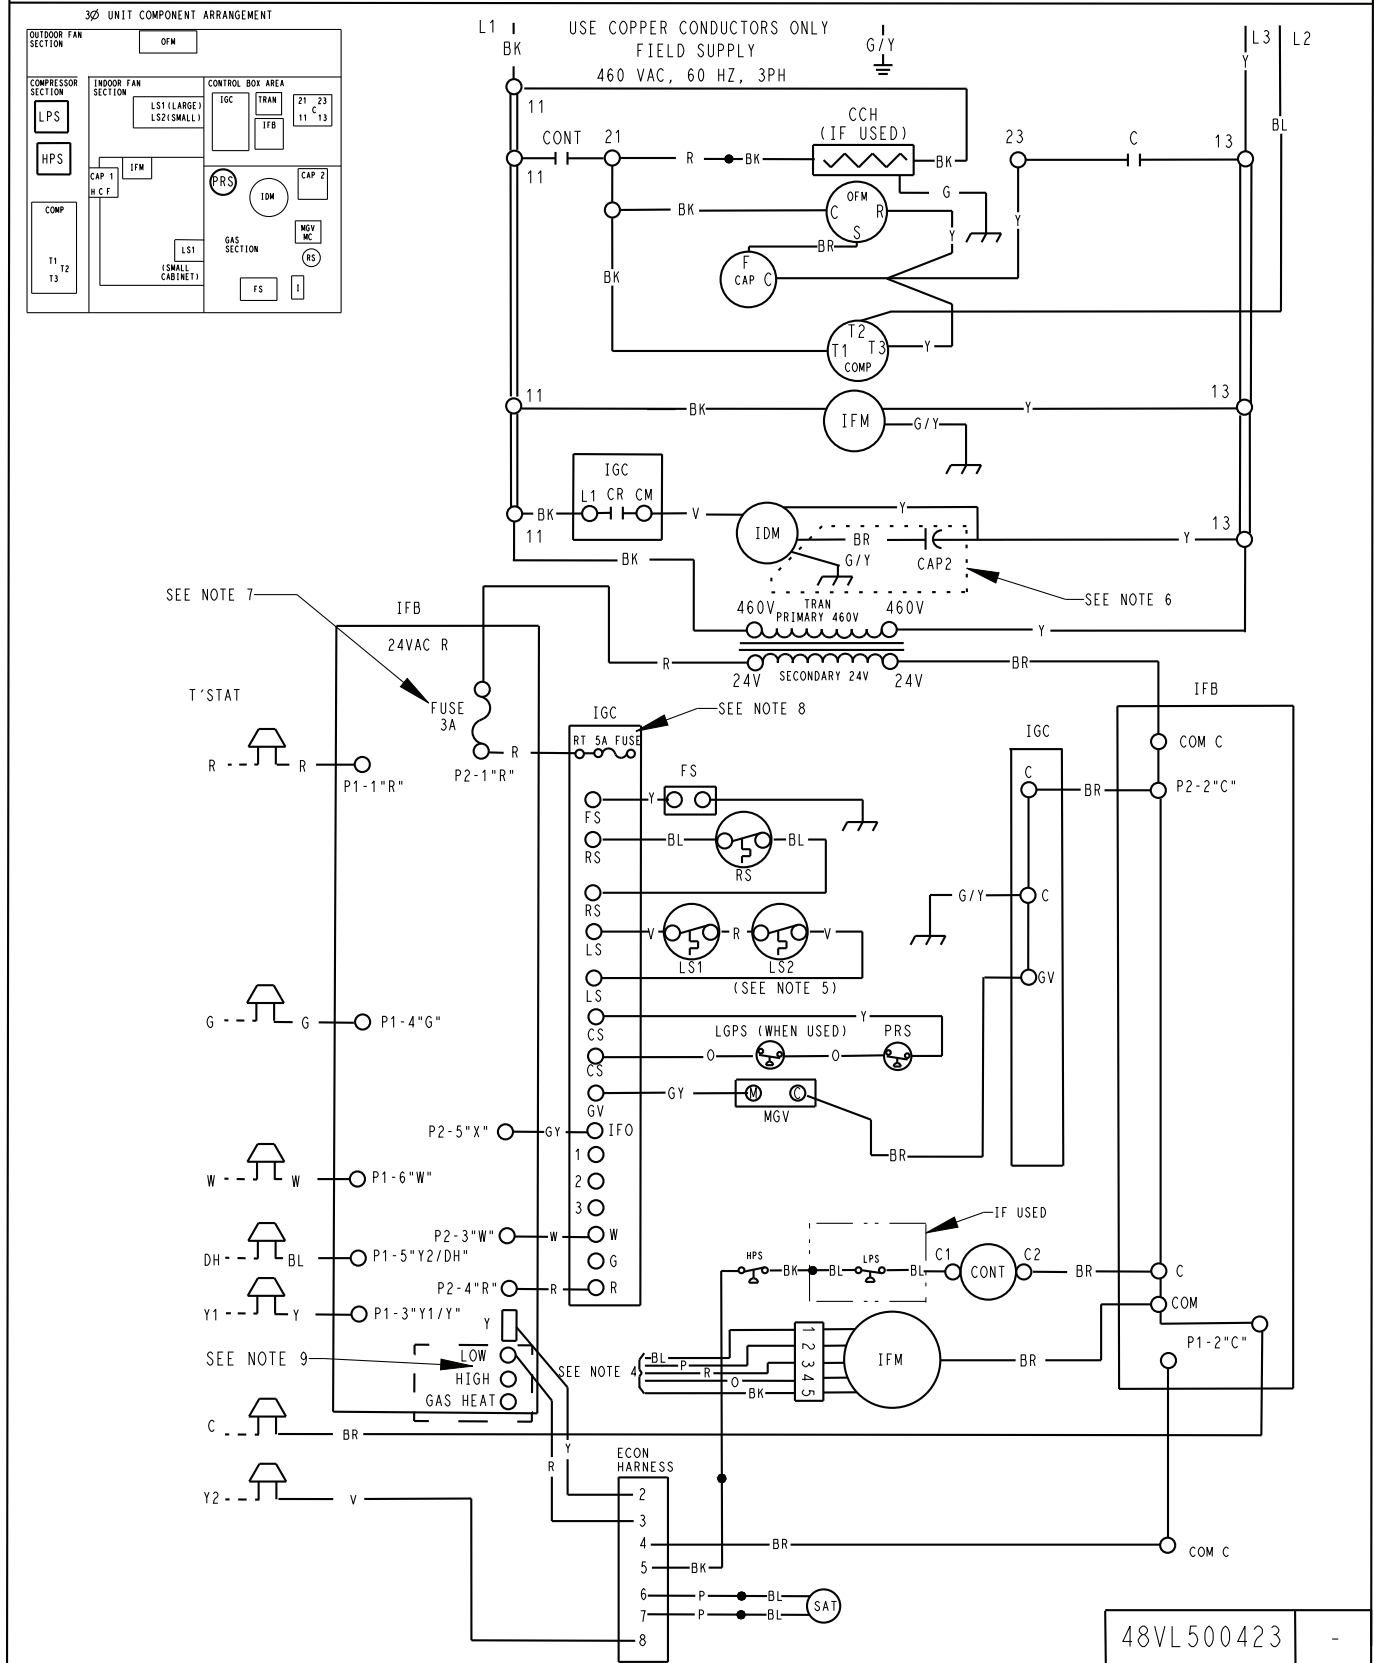 3Ø UNIT COMPONENT ARRANGEMENT
OUTDOOR FAN
SECTION
OFM
COMPRESSOR
SECTION
INDOOR FAN
SECTION
CONTROL BOX AREA
LPS
HPS
LS1(LARGE)
LS2(SMALL)
IGC
TRAN
IFB
21 23
C
11 13
CAP 1
H C F
IFM
PRS
IDM
CAP 2
COMP
T1
T2
T3
LS1
(SMALL
CABINET)
GAS
SECTION
MGV
MC
RS
FS
I
L1
BK
USE COPPER CONDUCTORS ONLY
FIELD SUPPLY
460 VAC, 60 HZ, 3PH
G/Y
L3
L2
Y
BL
11
11
CONT
21
R
BK
CCH
(IF USED)
BK
23
C
13
G
BK
OFM
C
R
S
BR
Y
Y
F
CAP
C
BK
T2
T1
T3
COMP
Y
11
BK
IFM
Y
13
G/Y
IGC
L1 CR CM
BK
11
V
IDM
Y
BR
G/Y
CAP2
Y
13
BK
SEE NOTE 6
SEE NOTE 7
IFB
24VAC R
460V
TRAN
PRIMARY 460V
460V
Y
R
24V
SECONDARY 24V
24V
BR
IFB
T'STAT
FUSE
3A
IGC
SEE NOTE 8
RT 5A FUSE
R
R
R
P1-1"R"
P2-1"R"
IGC
COM C
FS
FS
Y
C
BR
P2-2"C"
RS
BL
BL
RS
RS
G/Y
C
LS
V
R
V
LS1
LS2
(SEE NOTE 5)
LS
GV
G
G
P1-4"G"
CS
Y
LGPS (WHEN USED)
PRS
CS
O
O
GV
GY
M
C
MGV
BR
P2-5"X"
GY
IFO
1
2
3
W
W
P1-6"W"
P2-3"W"
W
W
G
IF USED
DH
BL
P1-5"Y2/DH"
P2-4"R"
R
R
HPS
BK
BL
LPS
BL
C1
CONT
C2
BR
C
Y1
Y
P1-3"Y1/Y"
Y
COM
P1-2"C"
SEE NOTE 9
LOW
HIGH
GAS HEAT
SEE NOTE 4
BL
P
R
O
BK
1
2
3
4
5
IFM
BR
C
BR
Y
R
ECON
HARNESS
Y2
V
2
3
4
BR
COM C
5
BK
6
P
BL
7
P
BL
SAT
8
48VL500423
-